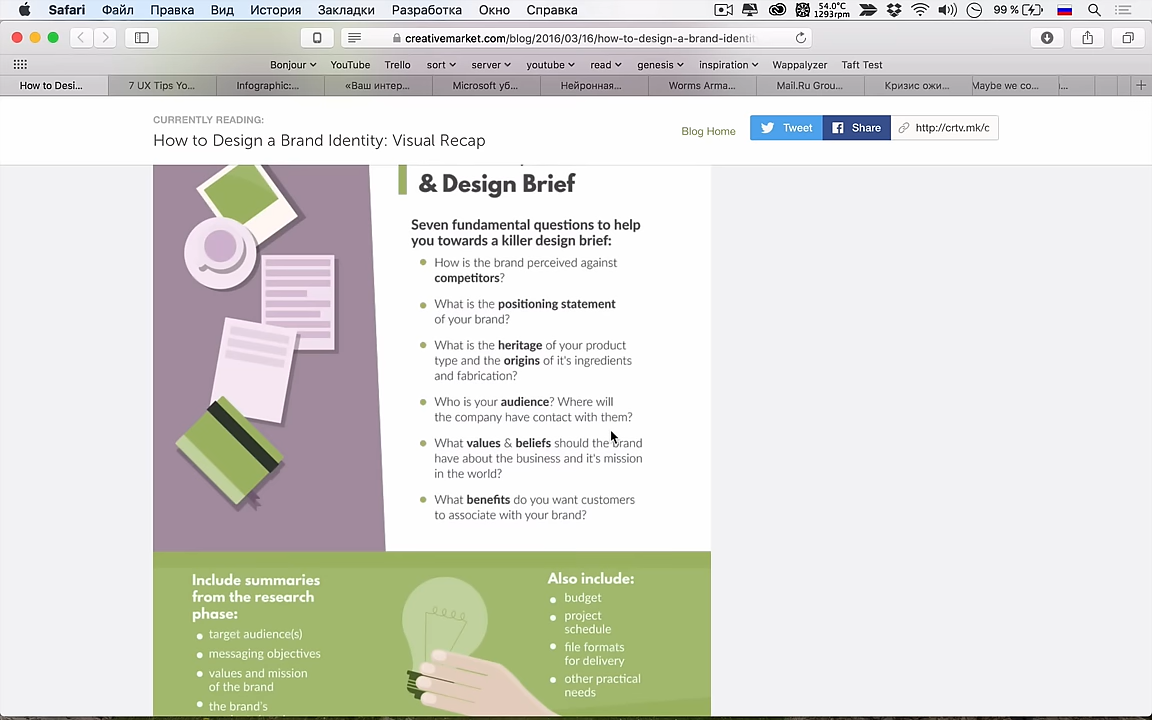 Safari Файл Правка Вид История Закладки Разработка Окно Справка 54.0°C 1293rpm 99 %
creativemarket.com/blog/2016/03/16/how-to-design-a-brand-identit
Bonjour YouTube Trello sort server youtube read genesis inspiration Wappalyzer Taft Test
How to Desi... 7 UX Tips Yo... Infographic:... «Ваш интер... Microsoft уб... Нейронная... Worms Arma... Mail.Ru Grou... Кризис ожи... Maybe we co...
CURRENTLY READING:
How to Design a Brand Identity: Visual Recap
Blog Home Tweet Share http://crtv.mk/c
& Design Brief
Seven fundamental questions to help
you towards a killer design brief:
How is the brand perceived against
competitors?
What is the positioning statement
of your brand?
What is the heritage of your product
type and the origins of it's ingredients
and fabrication?
Who is your audience? Where will
the company have contact with them?
What values & beliefs should the brand
have about the business and it's mission
in the world?
What benefits do you want customers
to associate with your brand?
Include summaries
from the research
phase:
target audience(s)
messaging objectives
values and mission
of the brand
the brand's
Also include:
budget
project
schedule
file formats
for delivery
other practical
needs